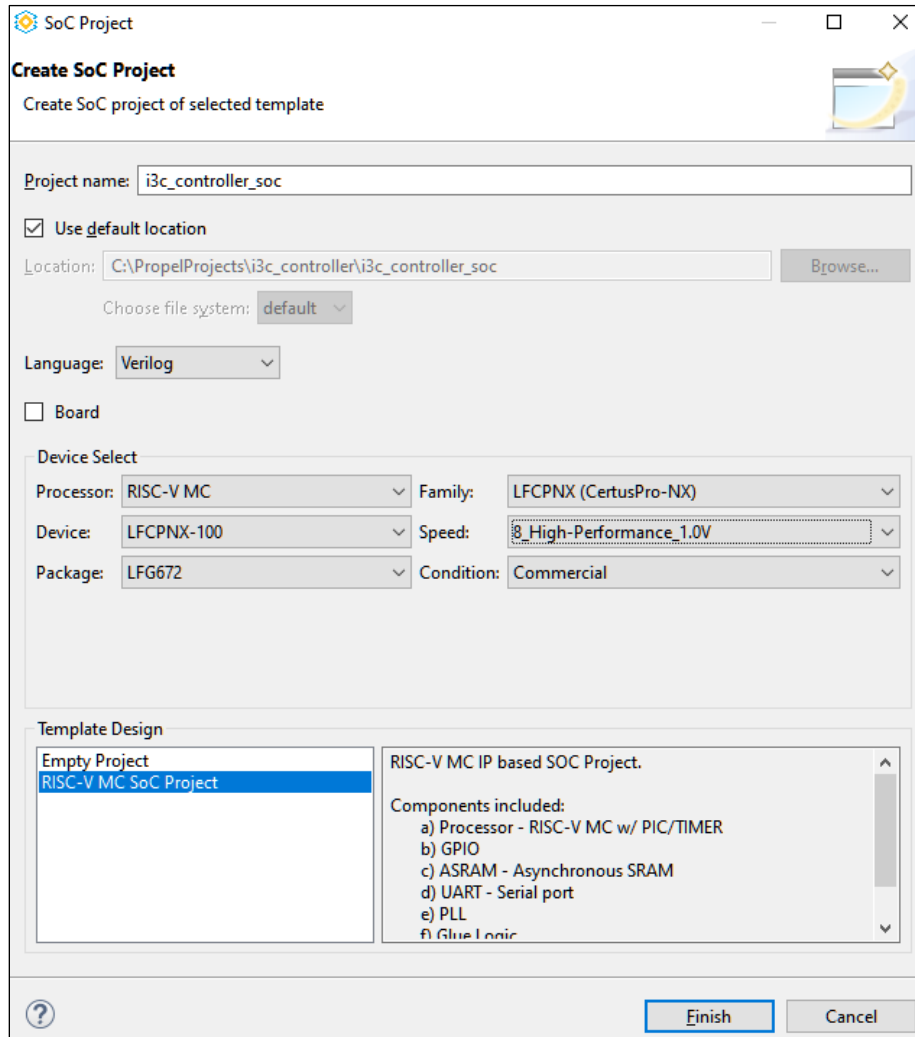 SoC Project
Create SoC Project
Create SoC project of selected template
Project name: i3c_controller_soc
Use default location
Location: C:\PropelProjects\i3c_controller\i3c_controller_soc Browse...
Choose file system: default
Language: Verilog
Board
Device Select
Processor: RISC-V MC Family: LFCPNX (CertusPro-NX)
Device: LFCPNX-100 Speed: 8_High-Performance_1.0V
Package: LFG672 Condition: Commercial
Template Design
Empty Project
RISC-V MC SoC Project
RISC-V MC IP based SOC Project.
Components included:
a) Processor - RISC-V MC w/ PIC/TIMER
b) GPIO
c) ASRAM - Asynchronous SRAM
d) UART - Serial port
e) PLL
f) Glue Logic
? Finish Cancel